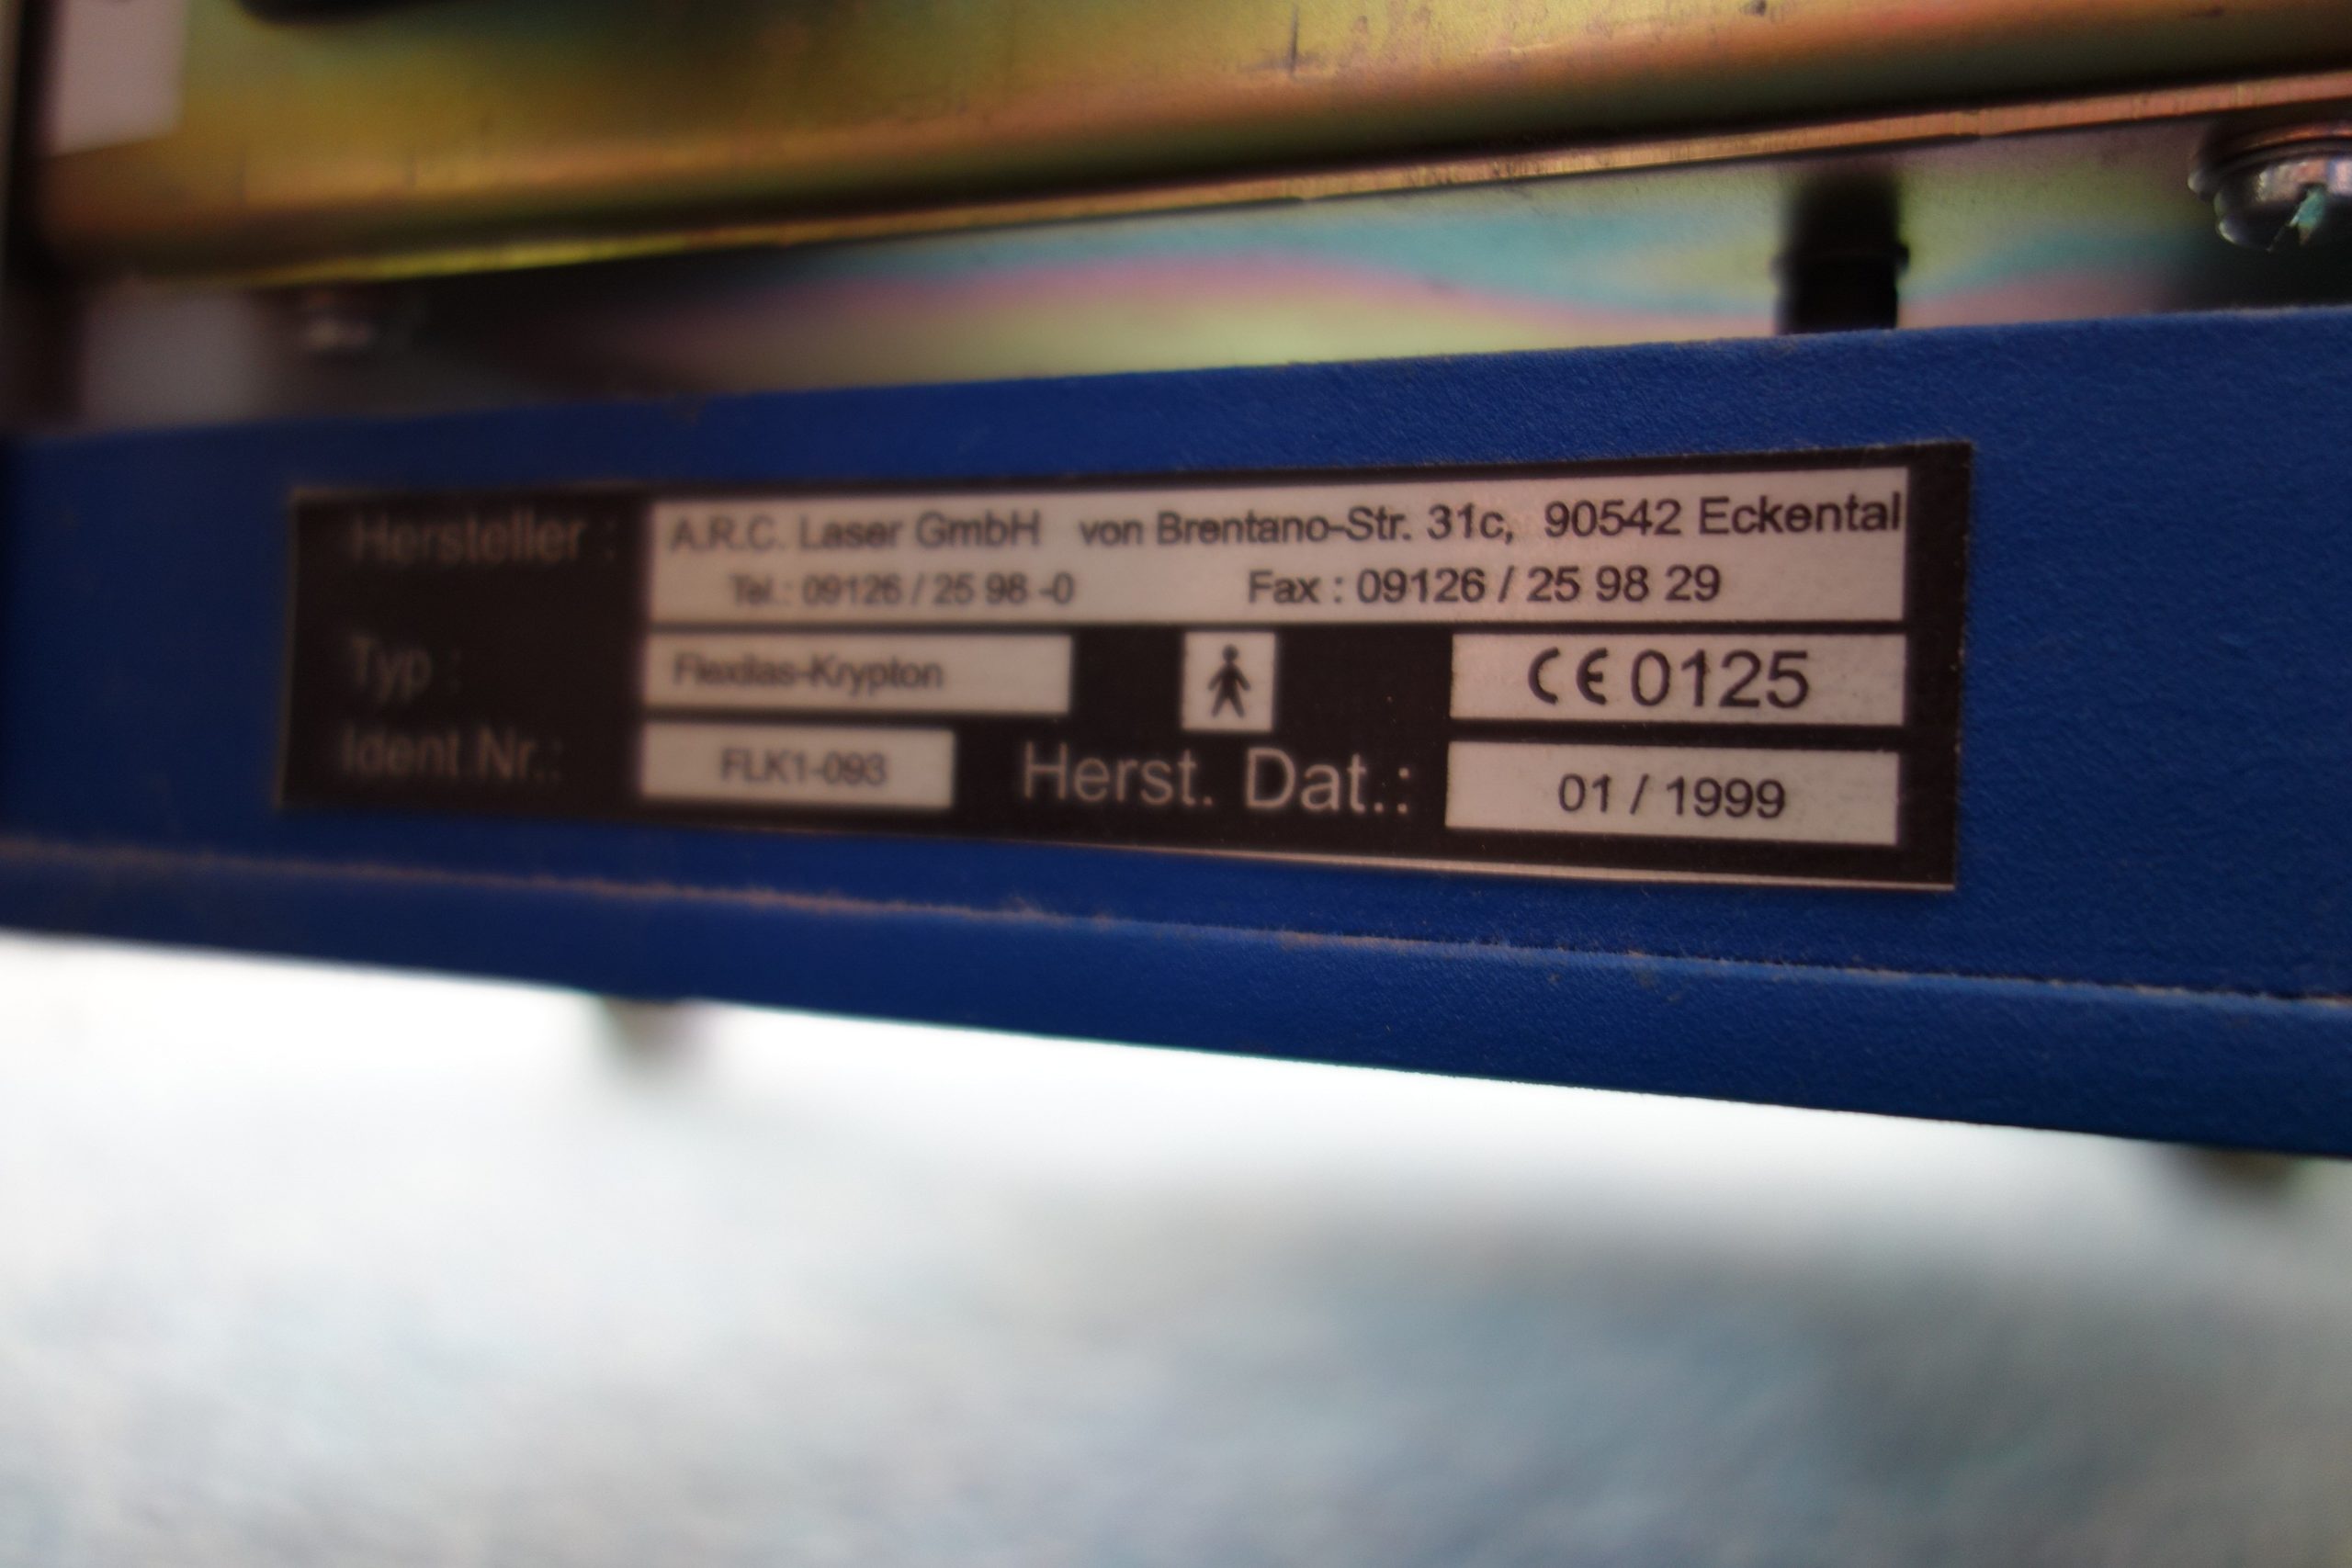 Hersteller : A.R.C. Laser GmbH von Brentano-Str. 31c, 90542 Eckental
Tel.: 09126 / 25 98 -0 Fax : 09126 / 25 98 29
Typ : Flexilas-Krypton CE 0125
Ident.Nr.: FLK1-093 Herst. Dat.: 01 / 1999